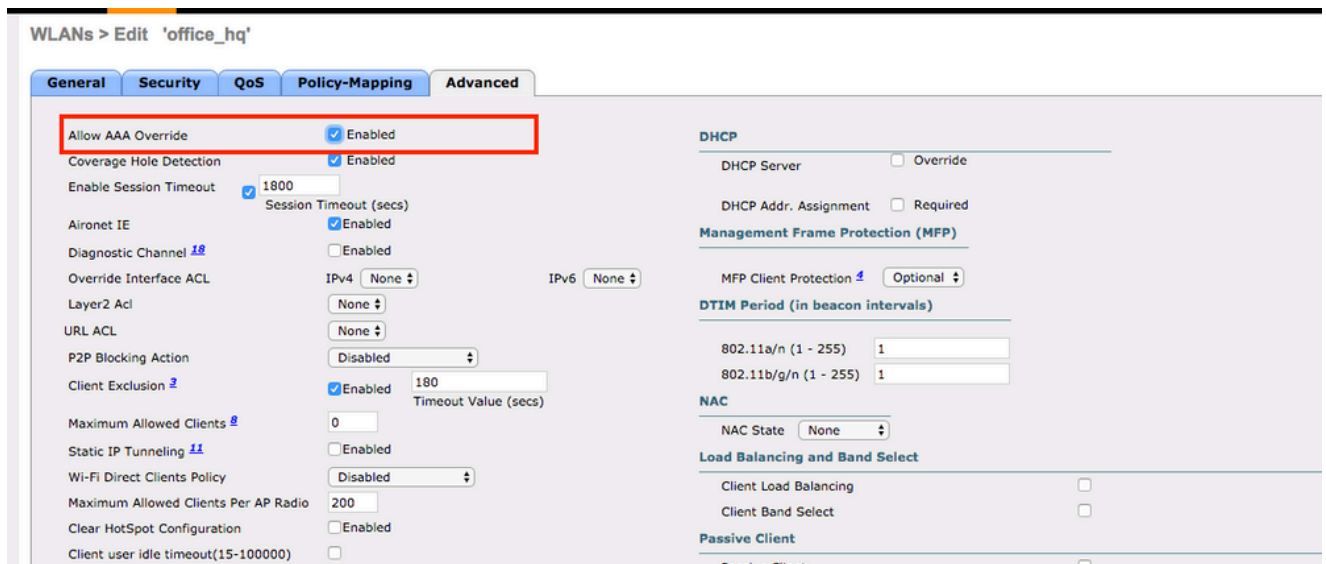 WLANs > Edit 'office_hq'
General Security QoS Policy-Mapping Advanced
Allow AAA Override Enabled
Coverage Hole Detection Enabled
Enable Session Timeout 1800
Session Timeout (secs)
Aironet IE Enabled
Diagnostic Channel 18 Enabled
Override Interface ACL IPv4 None IPv6 None
Layer2 Acl None
URL ACL None
P2P Blocking Action Disabled
Client Exclusion 3 Enabled 180
Timeout Value (secs)
Maximum Allowed Clients 8 0
Static IP Tunneling 11 Enabled
Wi-Fi Direct Clients Policy Disabled
Maximum Allowed Clients Per AP Radio 200
Clear HotSpot Configuration Enabled
Client user idle timeout(15-100000)
DHCP
DHCP Server Override
DHCP Addr. Assignment Required
Management Frame Protection (MFP)
MFP Client Protection 4 Optional
DTIM Period (in beacon intervals)
802.11a/n (1 - 255) 1
802.11b/g/n (1 - 255) 1
NAC
NAC State None
Load Balancing and Band Select
Client Load Balancing
Client Band Select
Passive Client